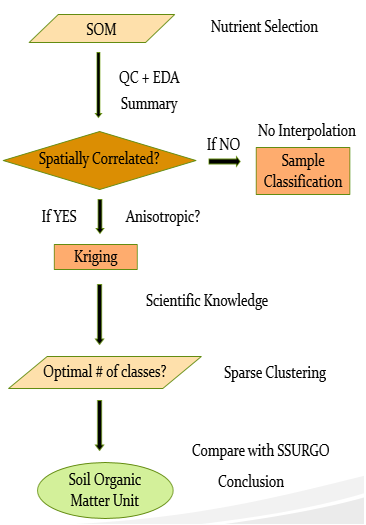 SOM
Nutrient Selection
QC + EDA
Summary
Spatially Correlated?
If NO
No Interpolation
Sample
Classification
If YES
Anisotropic?
Kriging
Scientific Knowledge
Optimal # of classes?
Sparse Clustering
Compare with SSURGO
Soil Organic
Matter Unit
Conclusion